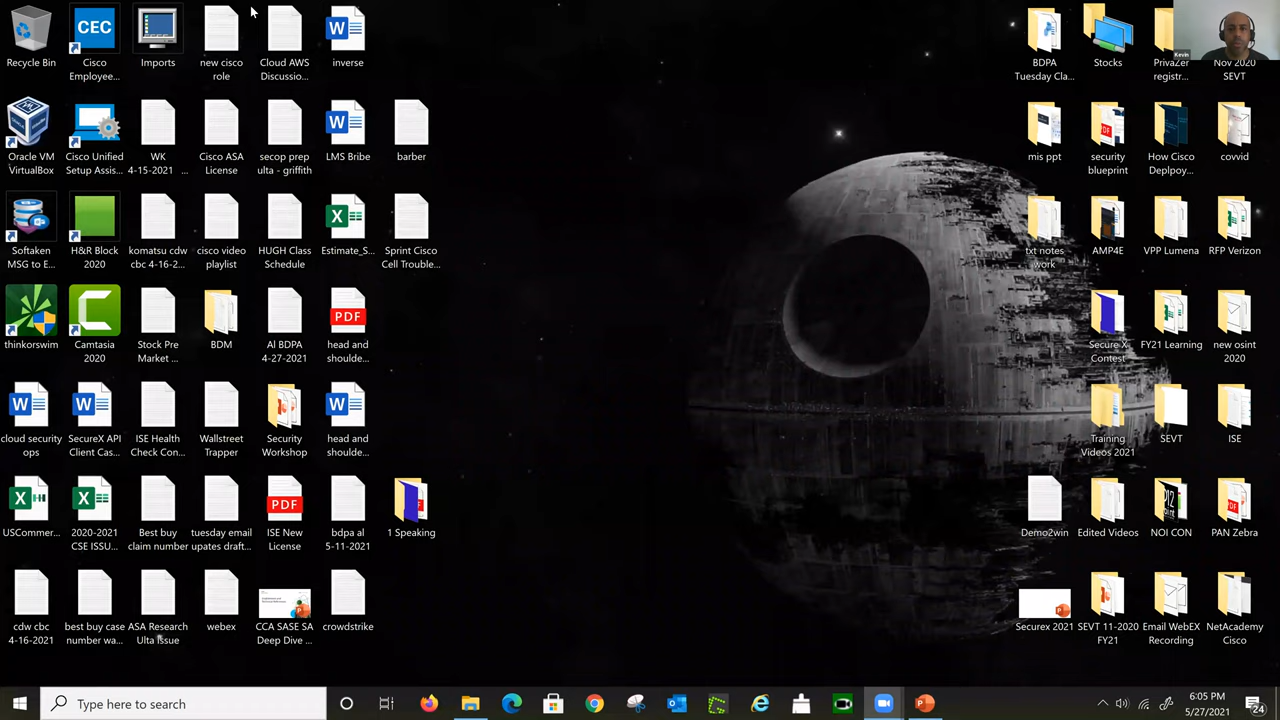 Recycle Bin
CEC
Cisco
Employee...
Imports
new cisco
role
Cloud AWS
Discussio...
W
inverse
Oracle VM
VirtualBox
Cisco Unified
Setup Assis...
WK
4-15-2021 ...
Cisco ASA
License
secop prep
ulta - griffith
W
LMS Bribe
barber
Softaken
MSG to E...
H&R Block
2020
komatsu cdw
cbc 4-16-2...
cisco video
playlist
HUGH Class
Schedule
X
Estimate_S...
Sprint Cisco
Cell Trouble...
thinkorswim
Camtasia
2020
Stock Pre
Market ...
BDM
Al BDPA
4-27-2021
PDF
head and
shoulde...
W
cloud security
ops
W
SecureX API
Client Cas...
ISE Health
Check Con...
Wallstreet
Trapper
Security
Workshop
W
head and
shoulde...
X
USCommer...
X
2020-2021
CSE ISSU...
Best buy
claim number
tuesday email
upates draft...
PDF
ISE New
License
bdpa al
5-11-2021
1 Speaking
cdw cbc
4-16-2021
best buy case
number wa...
ASA Research
Ulta Issue
webex
CCA SASE SA
Deep Dive ...
crowdstrike
BDPA
Tuesday Cla...
Stocks
PrivaZer
registr...
Nov 2020
SEVT
Kevin
mis ppt
PDF
security
blueprint
How Cisco
Deplpoy...
covvid
txt notes
work
AMP4E
VPP Lumena
RFP Verizon
Secure X
Contest
FY21 Learning
new osint
2020
Training
Videos 2021
SEVT
ISE
Demo2win
Edited Videos
NOI CON
PDF
PAN Zebra
Securex 2021
SEVT 11-2020
FY21
Email WebEX
Recording
NetAcademy
Cisco
Type here to search
6:05 PM
5/27/2021
24